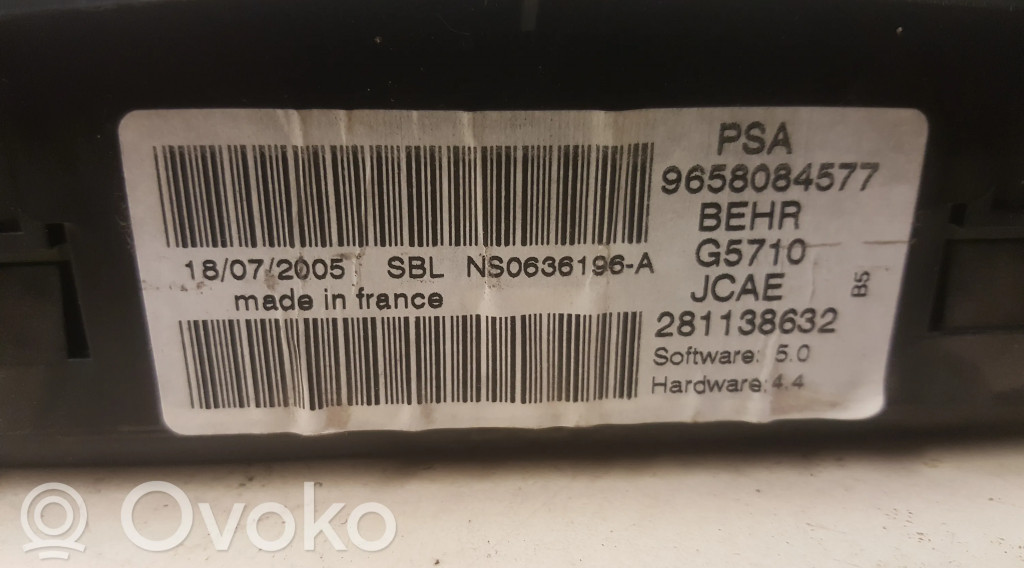 PSA
9658084577
BEHR
G5710
JCAE
281138632
Software: 5.0
Hardware: 4.4
B5
18/07/2005 SBL NS0636196-A
made in france
Ovoko